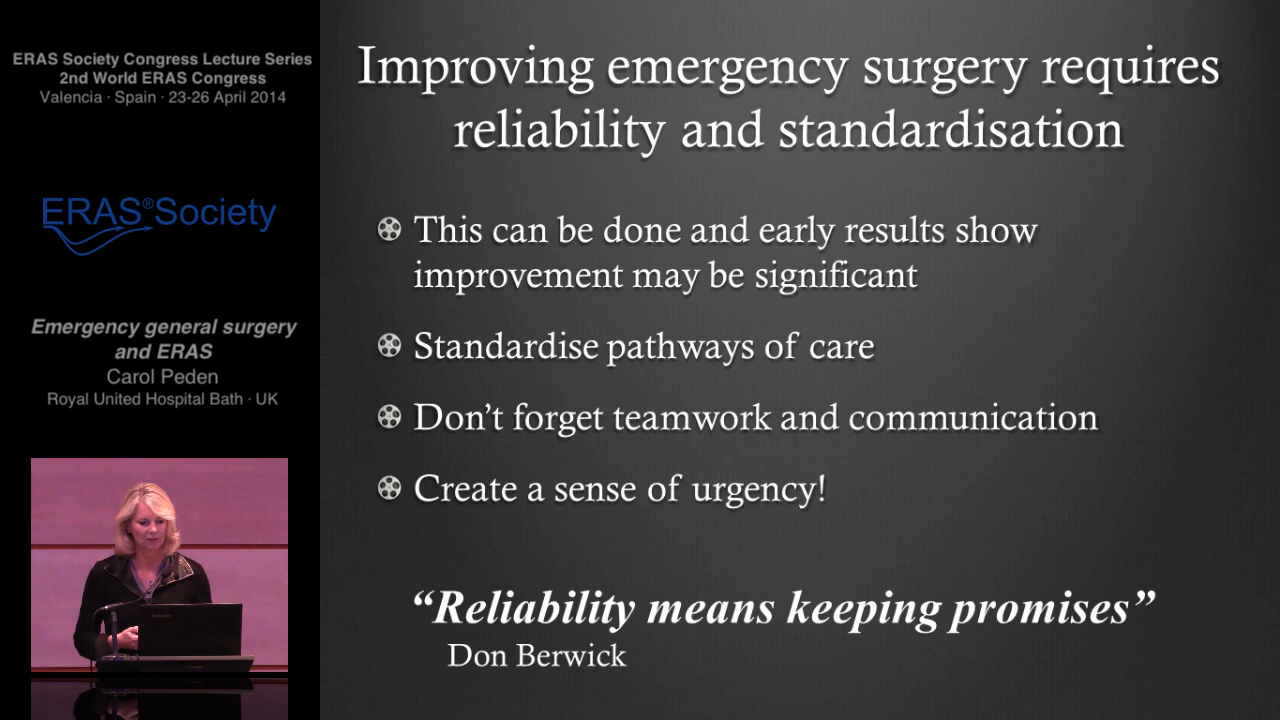 ERAS Society Congress Lecture Series
2nd World ERAS Congress
Valencia · Spain · 23-26 April 2014
ERAS®Society
Emergency general surgery
and ERAS
Carol Peden
Royal United Hospital Bath · UK
Improving emergency surgery requires
reliability and standardisation
This can be done and early results show
improvement may be significant
Standardise pathways of care
Don’t forget teamwork and communication
Create a sense of urgency!
“Reliability means keeping promises”
Don Berwick